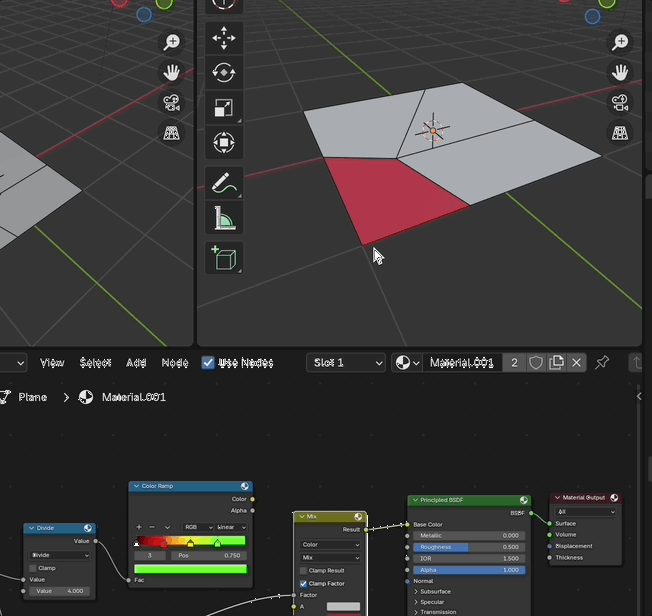 View Select Add Node Use Nodes Slot 1 Material.001 2
Plane > Material.001
Color Ramp
Color
Alpha
+ − RGB Linear
3 Pos 0.750
Fac
Divide
Value
Divide
Clamp
Value
Value 4.000
Mix
Result
Color
Mix
Clamp Result
Clamp Factor
Factor
A
Principled BSDF
BSDF
Base Color
Metallic 0.000
Roughness 0.500
IOR 1.500
Alpha 1.000
Normal
Subsurface
Specular
Transmission
Material Output
All
Surface
Volume
Displacement
Thickness